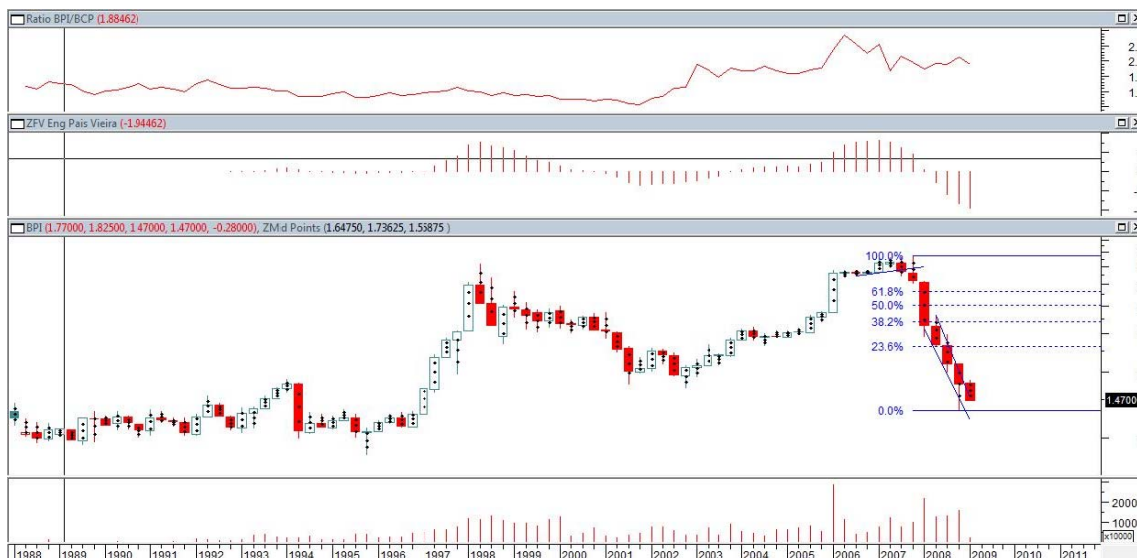 Ratio BPI/BCP (1.88462)
ZFV Eng Pais Vieira (-1.94462)
BPI (1.77000, 1.82500, 1.47000, 1.47000, -0.28000), ZMid Points (1.64750, 1.73625, 1.55875 )
100.0%
61.8%
50.0%
38.2%
23.6%
0.0%
1.4700
2000
1000
x10000
1988 1989 1990 1991 1992 1993 1994 1995 1996 1997 1998 1999 2000 2001 2002 2003 2004 2005 2006 2007 2008 2009 2010 2011